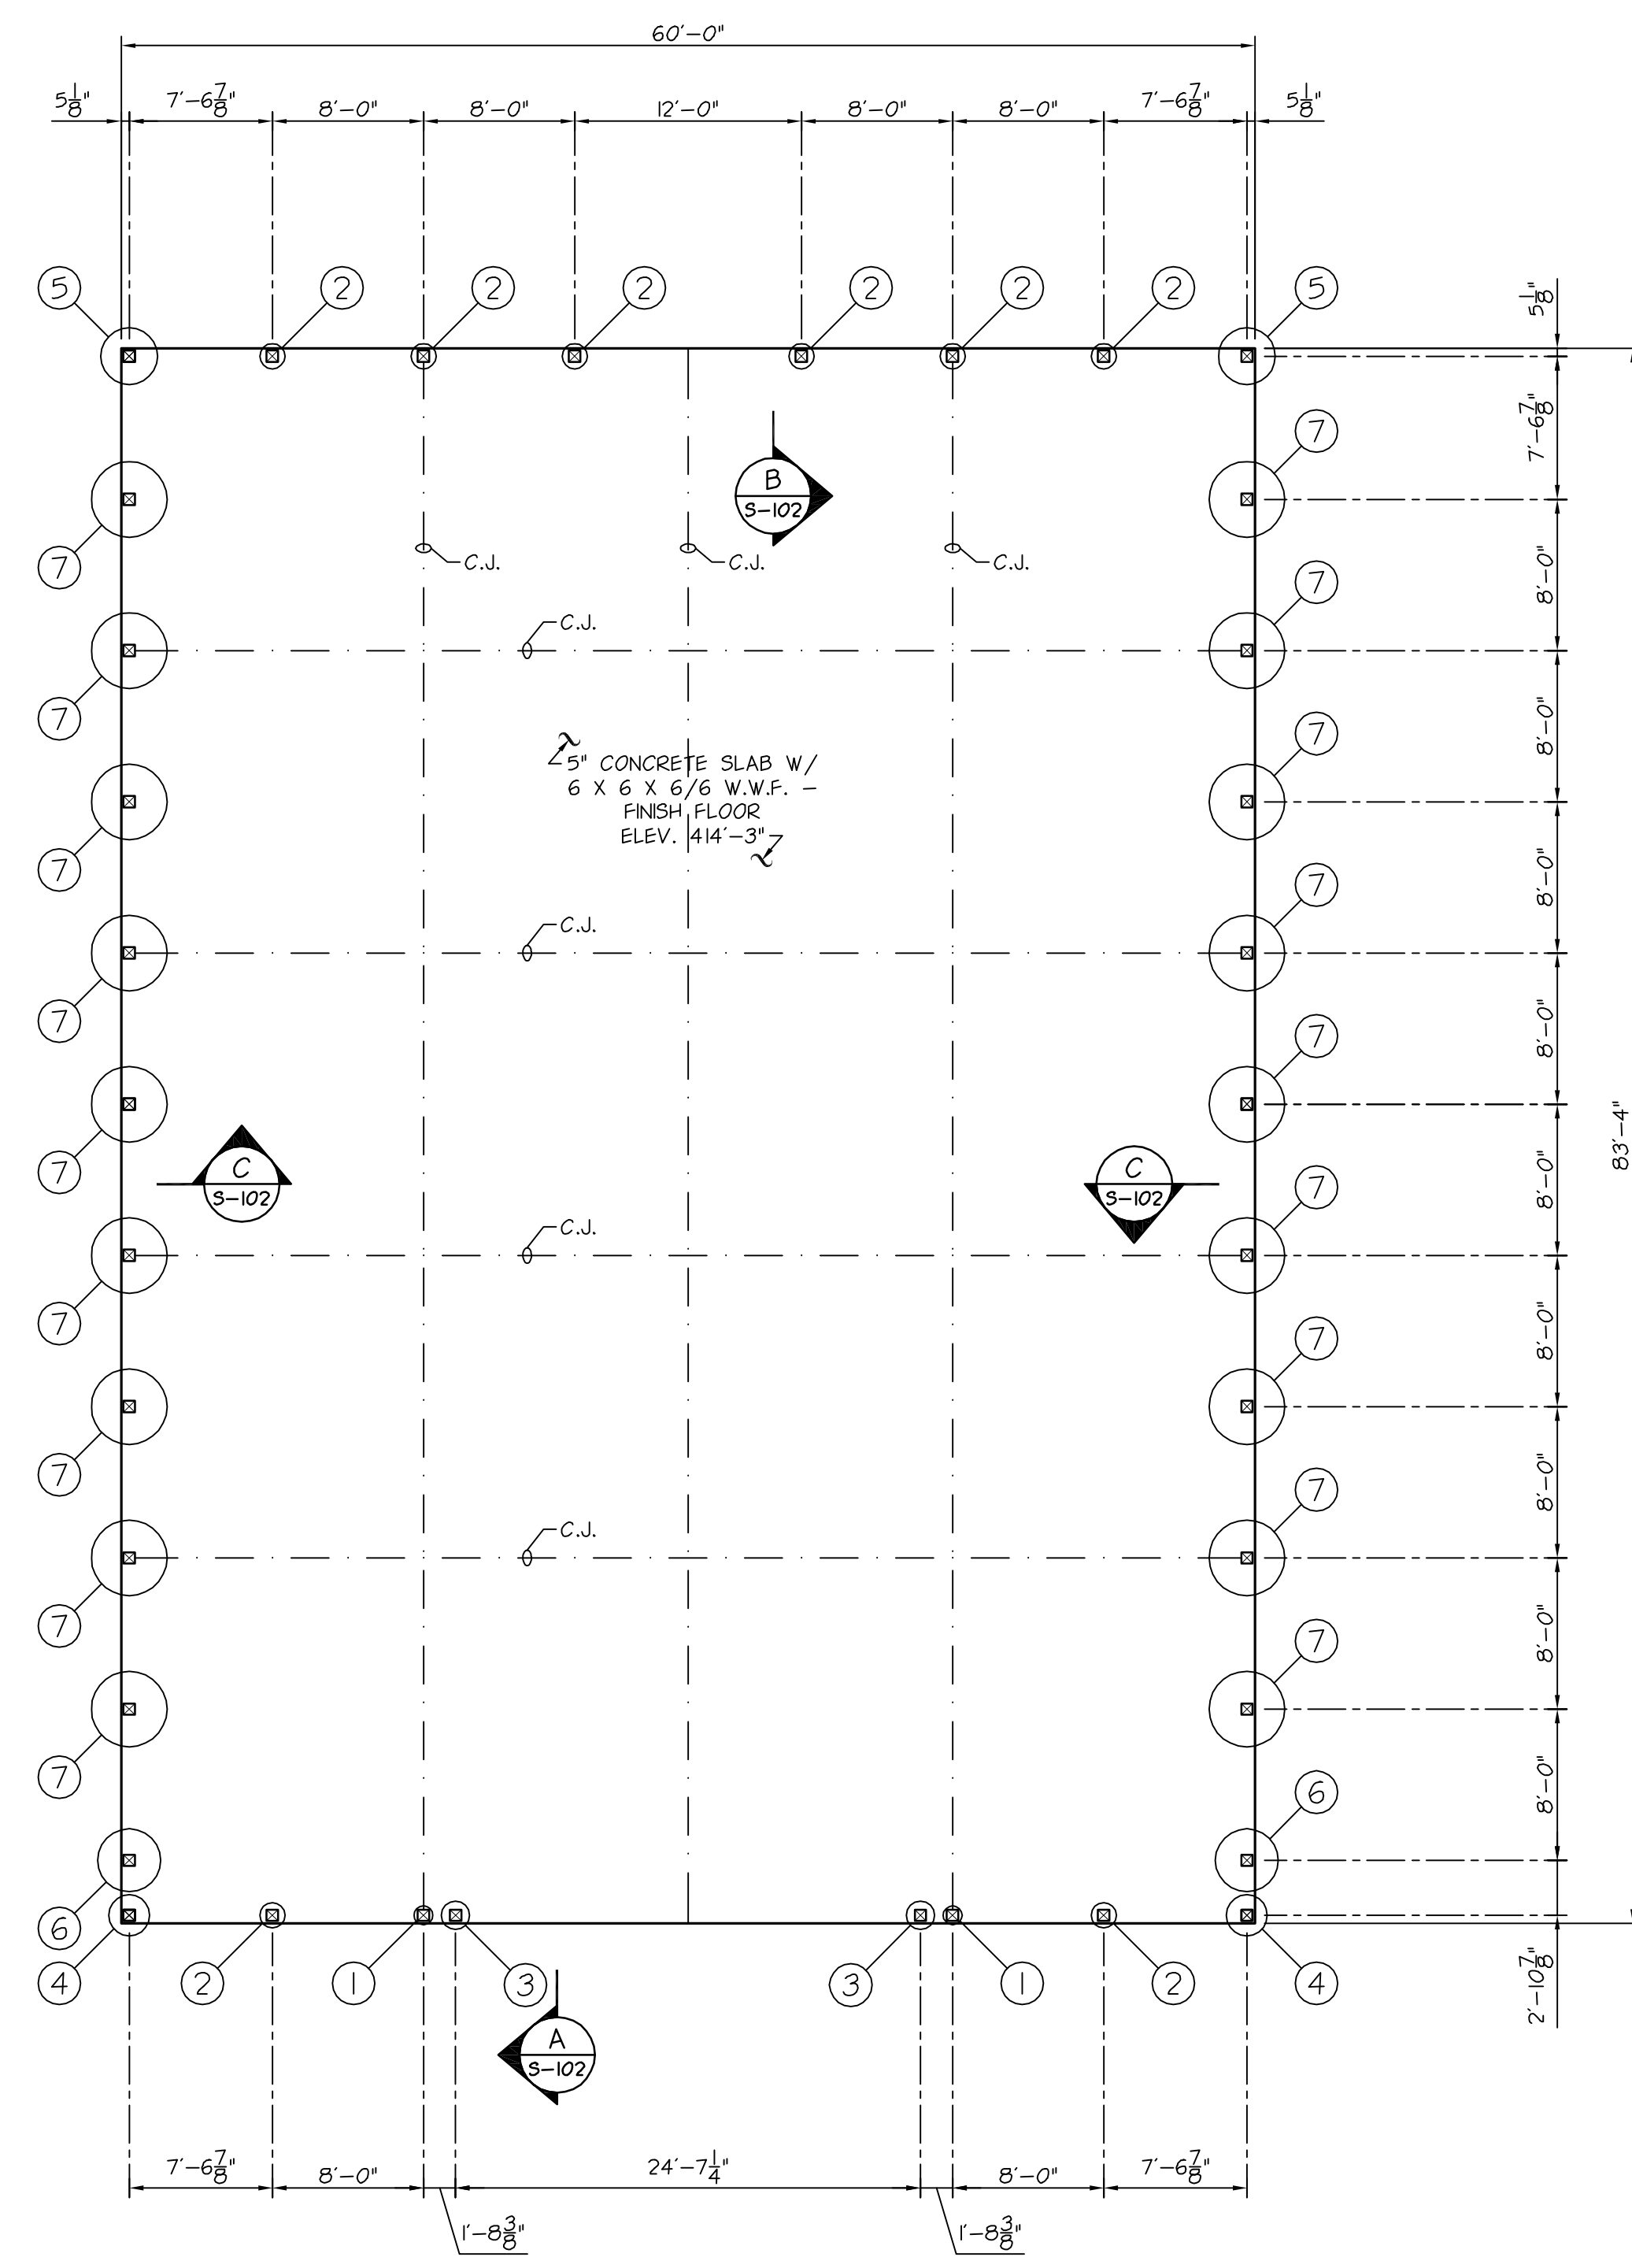 60'-0"
5 1/8" 7'-6 7/8" 8'-0" 8'-0" 12'-0" 8'-0" 8'-0" 7'-6 7/8" 5 1/8"
5 2 2 2 2 2 2 5
5 1/8"
7'-6 7/8"
7
B
S-102
C.J. C.J. C.J.
7
7
8'-0"
C.J.
7
7
8'-0"
5" CONCRETE SLAB W/
6 X 6 X 6/6 W.W.F. -
FINISH FLOOR
ELEV. 414'-3"
7
7
8'-0"
C.J.
7
7
8'-0"
83'-4"
7
C
S-102
C
S-102
7
8'-0"
C.J.
7
7
8'-0"
7
7
8'-0"
C.J.
7
7
8'-0"
7
6
8'-0"
6
4 2 1 3 3 1 2 4
2'-10 7/8"
A
S-102
7'-6 7/8" 8'-0" 24'-7 1/4" 8'-0" 7'-6 7/8"
1'-8 3/8" 1'-8 3/8"